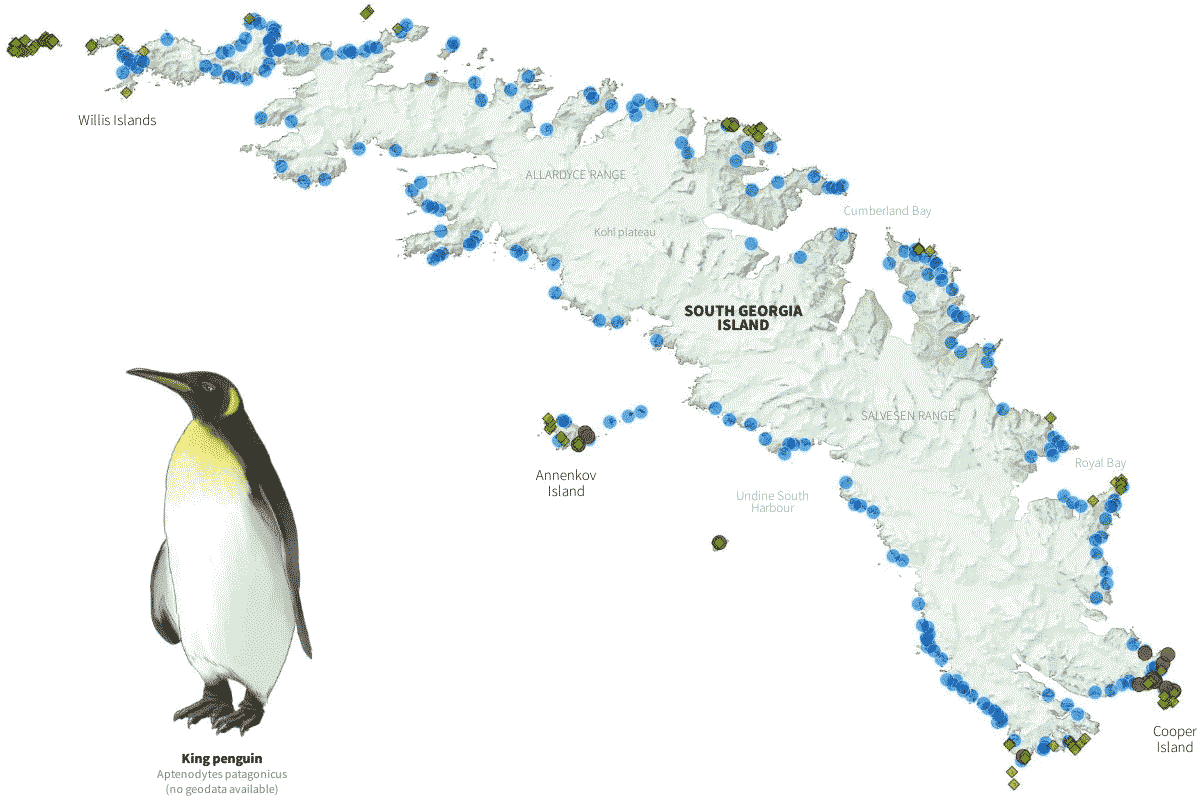 Willis Islands
ALLARDYCE RANGE
Cumberland Bay
Kohl plateau
SOUTH GEORGIA
ISLAND
SALVESEN RANGE
Annenkov
Island
Royal Bay
Undine South
Harbour
Cooper
Island
King penguin
Aptenodytes patagonicus
(no geodata available)